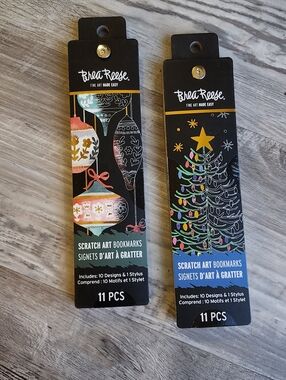 Brea Reese
FINE ART MADE EASY
SCRATCH ART BOOKMARKS
SIGNETS D'ART À GRATTER
Includes: 10 Designs & 1 Stylus
Comprend : 10 Motifs et 1 Stylet
11 PCS
Brea Reese
FINE ART MADE EASY
SCRATCH ART BOOKMARKS
SIGNETS D'ART À GRATTER
Includes: 10 Designs & 1 Stylus
Comprend : 10 Motifs et 1 Stylet
11 PCS